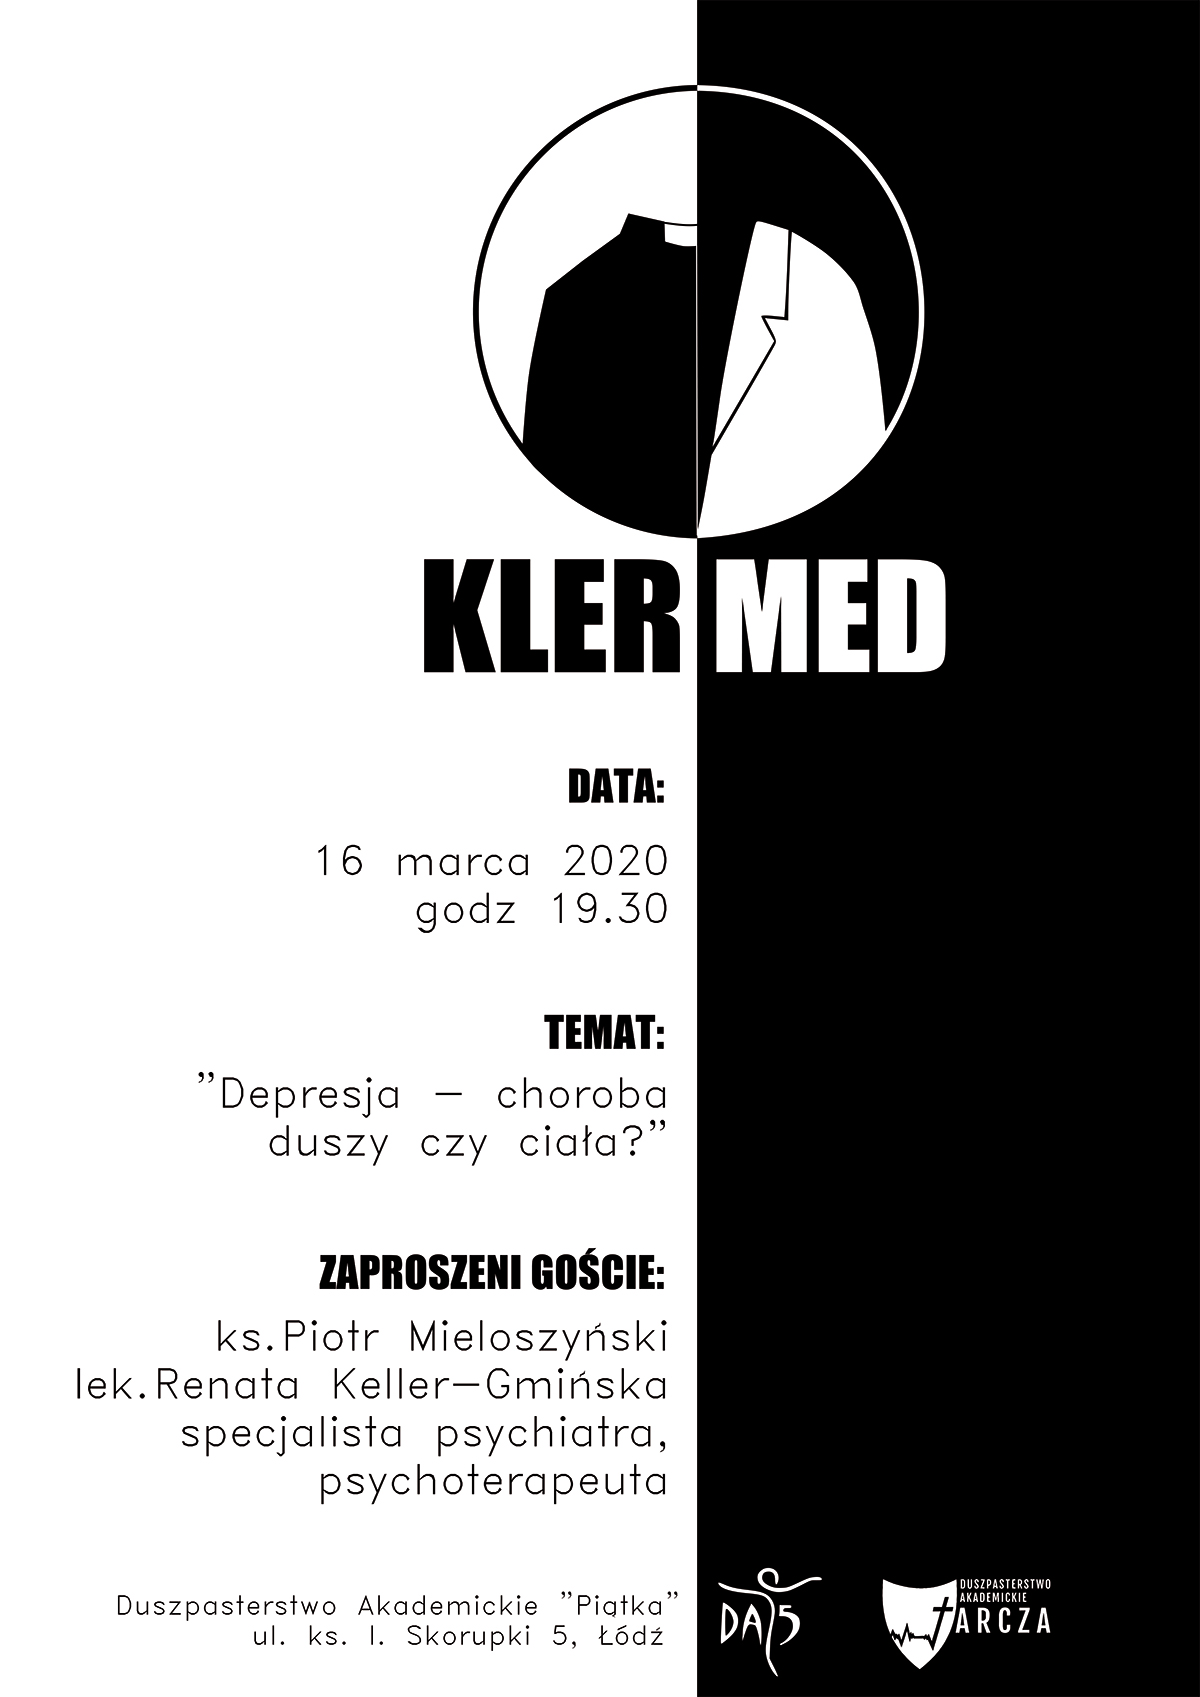 KLER MED
DATA:
16 marca 2020
godz 19.30
TEMAT:
”Depresja – choroba
duszy czy ciała?”
ZAPROSZENI GOŚCIE:
ks.Piotr Mieloszyński
lek.Renata Keller–Gmińska
specjalista psychiatra,
psychoterapeuta
Duszpasterstwo Akademickie ”Piątka”
ul. ks. I. Skorupki 5, Łódź
DA5
DUSZPASTERSTWO
AKADEMICKIE
TARCZA